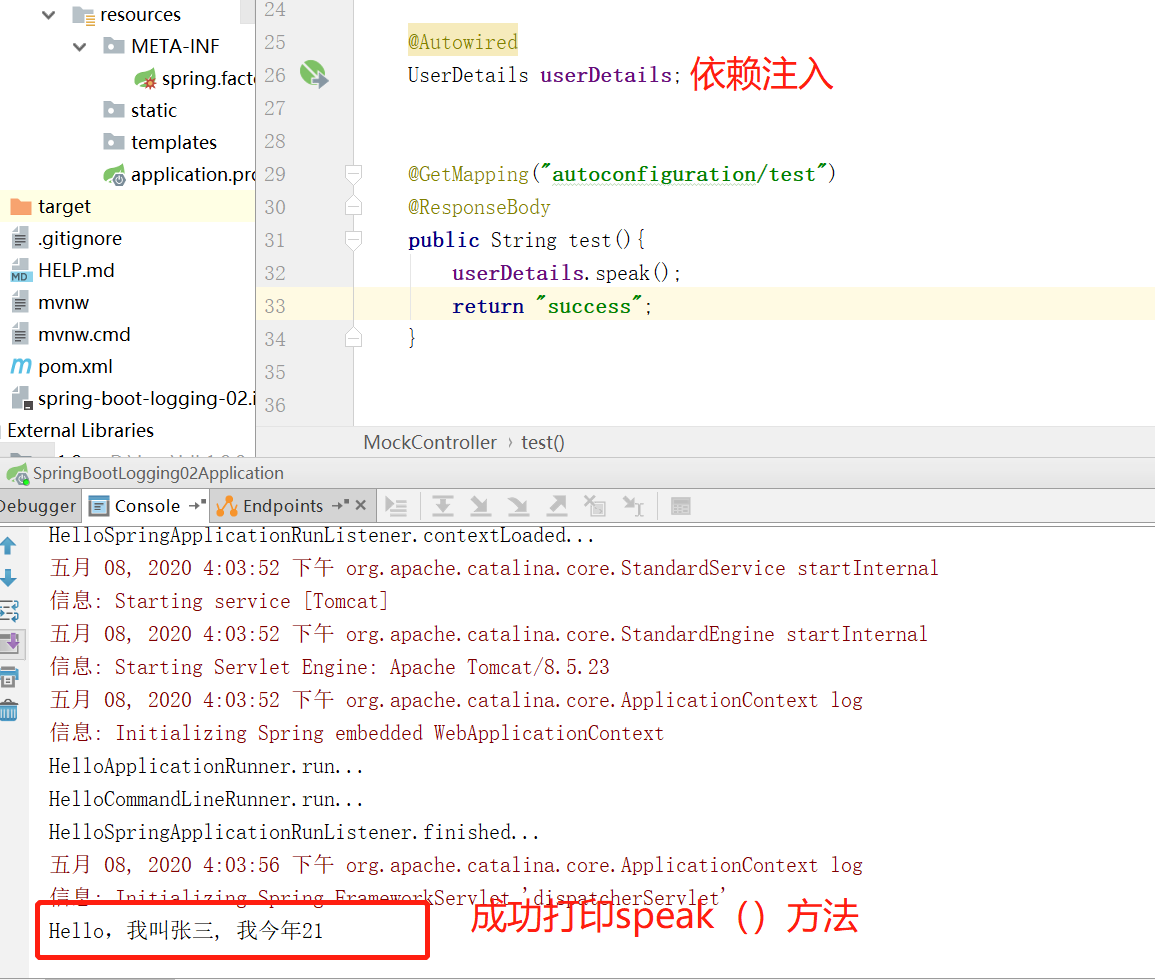 resources
META-INF
spring.facto
static
templates
application.pro
target
.gitignore
HELP.md
mvnw
mvnw.cmd
pom.xml
spring-boot-logging-02.i
External Libraries
24
25 @Autowired
26 UserDetails userDetails; 依赖注入
27
28
29 @GetMapping("autoconfiguration/test")
30 @ResponseBody
31 public String test(){
32 userDetails.speak();
33 return "success";
34 }
35
36
MockController › test()
SpringBootLogging02Application
Debugger Console Endpoints
HelloSpringApplicationRunListener.contextLoaded...
五月 08, 2020 4:03:52 下午 org.apache.catalina.core.StandardService startInternal
信息: Starting service [Tomcat]
五月 08, 2020 4:03:52 下午 org.apache.catalina.core.StandardEngine startInternal
信息: Starting Servlet Engine: Apache Tomcat/8.5.23
五月 08, 2020 4:03:52 下午 org.apache.catalina.core.ApplicationContext log
信息: Initializing Spring embedded WebApplicationContext
HelloApplicationRunner.run...
HelloCommandLineRunner.run...
HelloSpringApplicationRunListener.finished...
五月 08, 2020 4:03:56 下午 org.apache.catalina.core.ApplicationContext log
信息: Initializing Spring FrameworkServlet 'dispatcherServlet'
Hello，我叫张三, 我今年21
成功打印speak（）方法